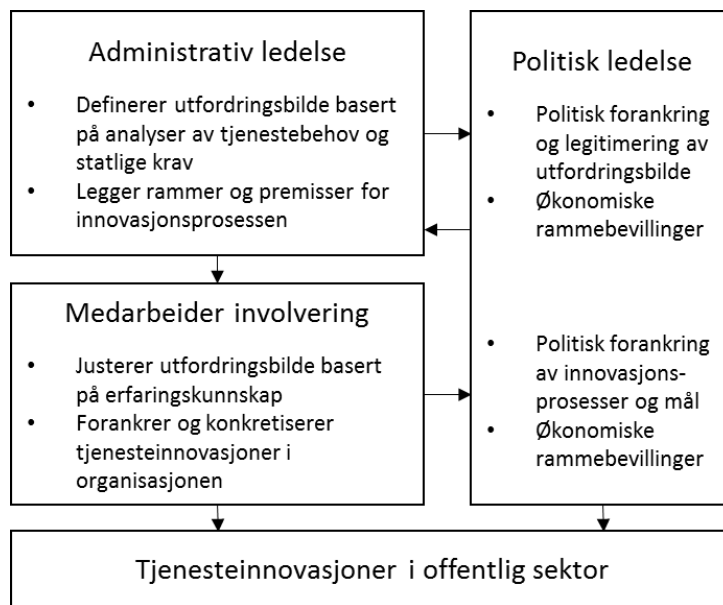 Administrativ ledelse
• Definerer utfordringsbilde basert
på analyser av tjenestebehov og
statlige krav
• Legger rammer og premisser for
innovasjonsprosessen
Medarbeider involvering
• Justerer utfordringsbilde basert
på erfaringskunnskap
• Forankrer og konkretiserer
tjenesteinnovasjoner i
organisasjonen
Politisk ledelse
• Politisk forankring
og legitimering av
utfordringsbilde
• Økonomiske
rammebevillinger
• Politisk forankring
av innovasjons-
prosesser og mål
• Økonomiske
rammebevillinger
Tjenesteinnovasjoner i offentlig sektor